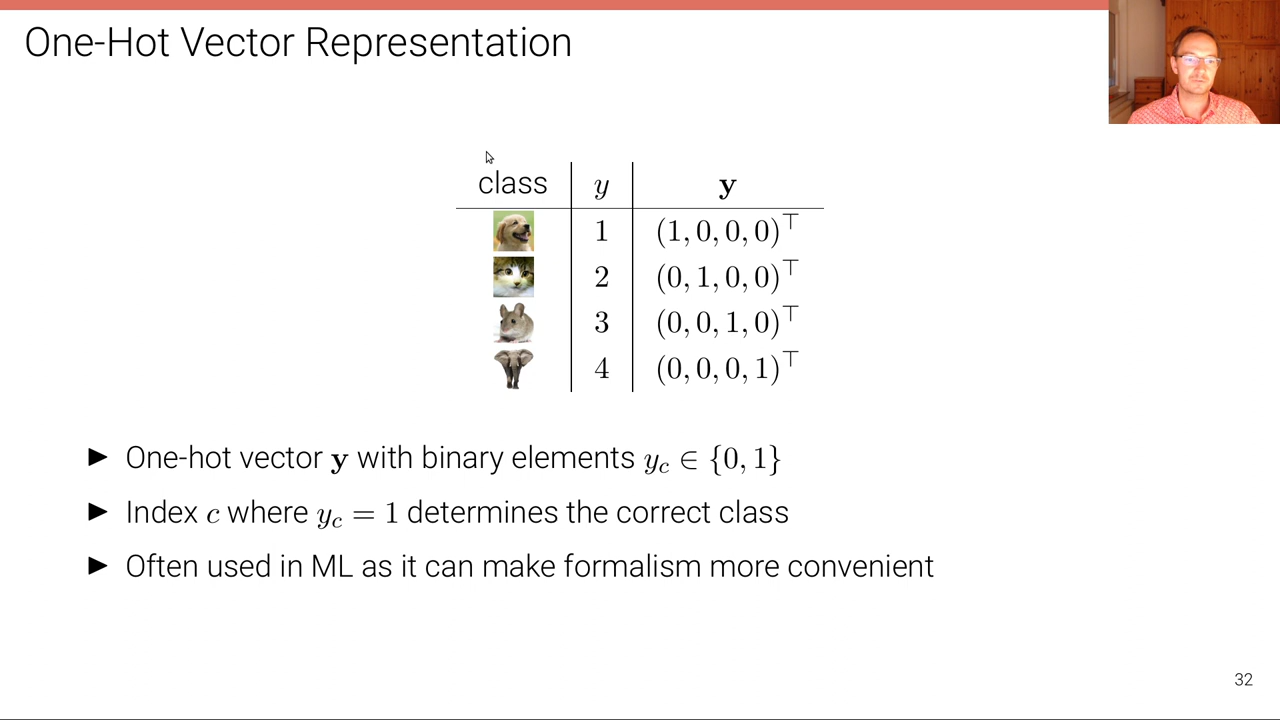 One-Hot Vector Representation
class y 𝐲
1 (1, 0, 0, 0)⊤
2 (0, 1, 0, 0)⊤
3 (0, 0, 1, 0)⊤
4 (0, 0, 0, 1)⊤
► One-hot vector 𝐲 with binary elements y_c ∈ {0, 1}
► Index c where y_c = 1 determines the correct class
► Often used in ML as it can make formalism more convenient
32